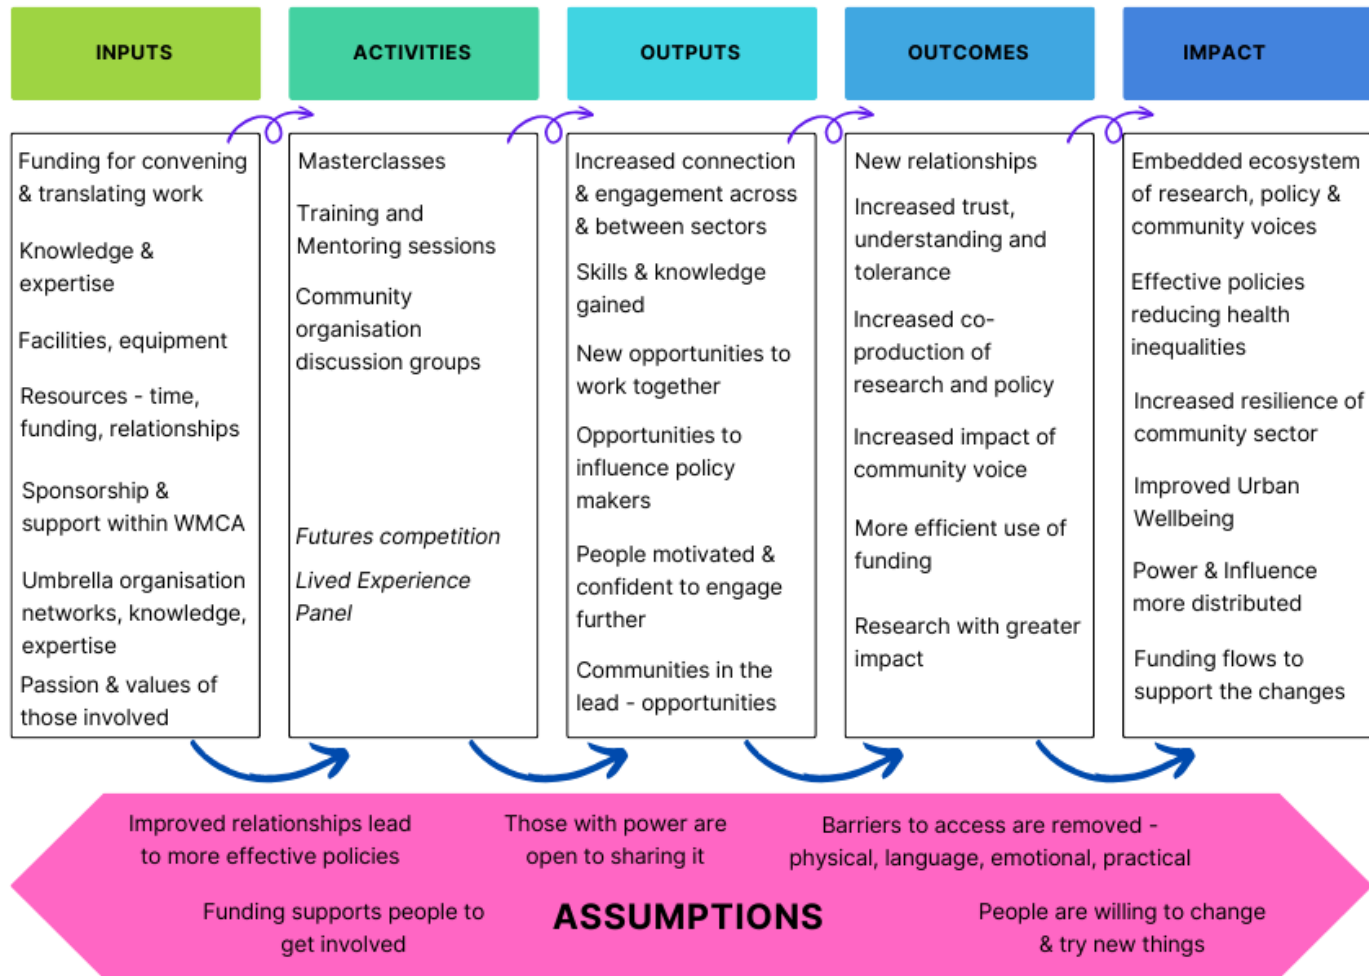 INPUTS
ACTIVITIES
OUTPUTS
OUTCOMES
IMPACT
Funding for convening
& translating work
Knowledge &
expertise
Facilities, equipment
Resources - time,
funding, relationships
Sponsorship &
support within WMCA
Umbrella organisation
networks, knowledge,
expertise
Passion & values of
those involved
Masterclasses
Training and
Mentoring sessions
Community
organisation
discussion groups
Futures competition
Lived Experience
Panel
Increased connection
& engagement across
& between sectors
Skills & knowledge
gained
New opportunities to
work together
Opportunities to
influence policy
makers
People motivated &
confident to engage
further
Communities in the
lead - opportunities
New relationships
Increased trust,
understanding and
tolerance
Increased co-
production of
research and policy
Increased impact of
community voice
More efficient use of
funding
Research with greater
impact
Embedded ecosystem
of research, policy &
community voices
Effective policies
reducing health
inequalities
Increased resilience of
community sector
Improved Urban
Wellbeing
Power & Influence
more distributed
Funding flows to
support the changes
Improved relationships lead
to more effective policies
Those with power are
open to sharing it
Barriers to access are removed -
physical, language, emotional, practical
Funding supports people to
get involved
ASSUMPTIONS
People are willing to change
& try new things